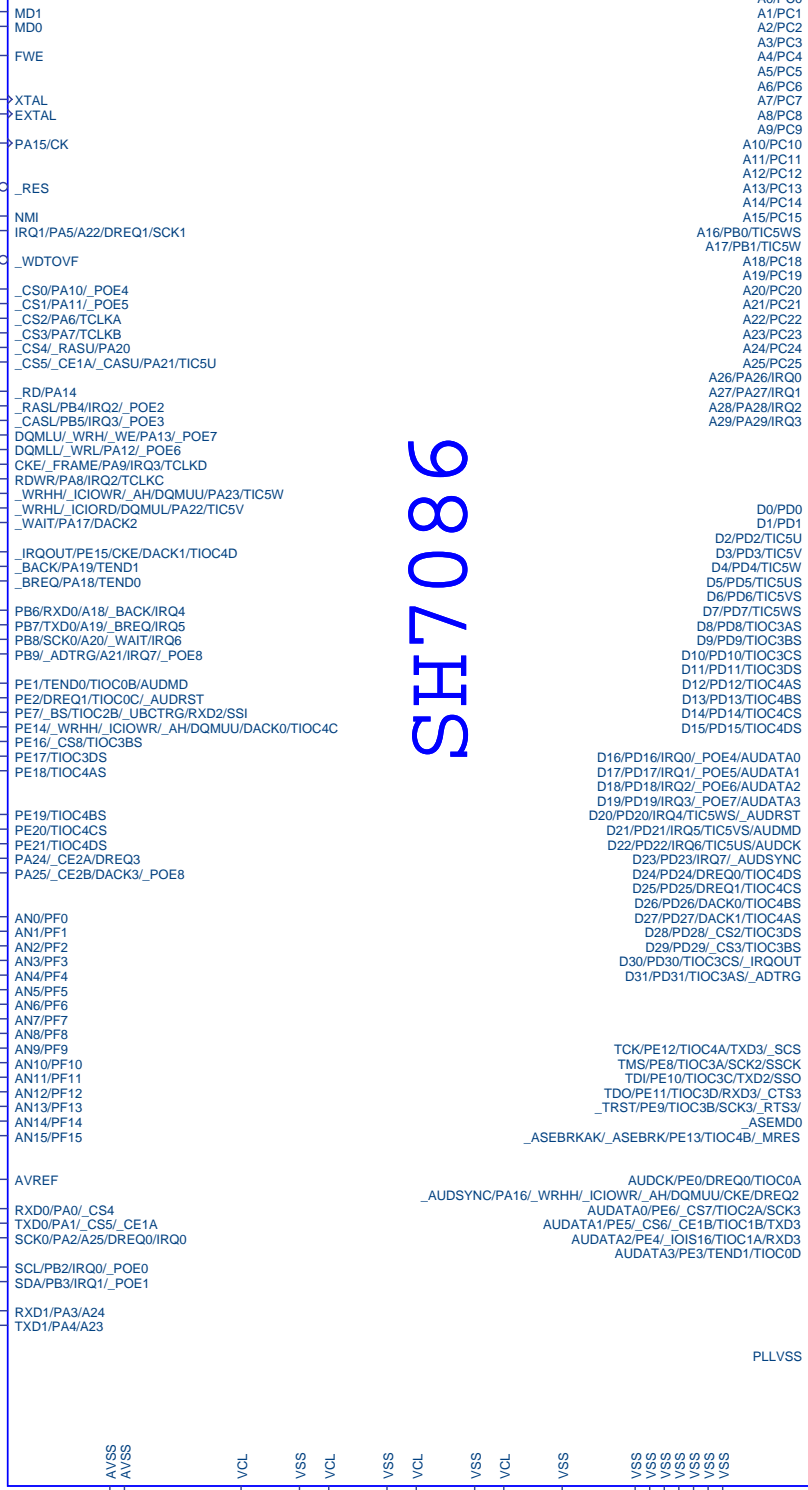 MD1
MD0
FWE
XTAL
EXTAL
PA15/CK
_RES
NMI
IRQ1/PA5/A22/DREQ1/SCK1
_WDTOVF
_CS0/PA10/_POE4
_CS1/PA11/_POE5
_CS2/PA6/TCLKA
_CS3/PA7/TCLKB
_CS4/_RASU/PA20
_CS5/_CE1A/_CASU/PA21/TIC5U
_RD/PA14
_RASL/PB4/IRQ2/_POE2
_CASL/PB5/IRQ3/_POE3
DQMLU/_WRH/_WE/PA13/_POE7
DQMLL/_WRL/PA12/_POE6
CKE/_FRAME/PA9/IRQ3/TCLKD
RDWR/PA8/IRQ2/TCLKC
_WRHH/_ICIOWR/_AH/DQMUU/PA23/TIC5W
_WRHL/_ICIORD/DQMUL/PA22/TIC5V
_WAIT/PA17/DACK2
_IRQOUT/PE15/CKE/DACK1/TIOC4D
_BACK/PA19/TEND1
_BREQ/PA18/TEND0
PB6/RXD0/A18/_BACK/IRQ4
PB7/TXD0/A19/_BREQ/IRQ5
PB8/SCK0/A20/_WAIT/IRQ6
PB9/_ADTRG/A21/IRQ7/_POE8
PE1/TEND0/TIOC0B/AUDMD
PE2/DREQ1/TIOC0C/_AUDRST
PE7/_BS/TIOC2B/_UBCTRG/RXD2/SSI
PE14/_WRHH/_ICIOWR/_AH/DQMUU/DACK0/TIOC4C
PE16/_CS8/TIOC3BS
PE17/TIOC3DS
PE18/TIOC4AS
PE19/TIOC4BS
PE20/TIOC4CS
PE21/TIOC4DS
PA24/_CE2A/DREQ3
PA25/_CE2B/DACK3/_POE8
AN0/PF0
AN1/PF1
AN2/PF2
AN3/PF3
AN4/PF4
AN5/PF5
AN6/PF6
AN7/PF7
AN8/PF8
AN9/PF9
AN10/PF10
AN11/PF11
AN12/PF12
AN13/PF13
AN14/PF14
AN15/PF15
AVREF
RXD0/PA0/_CS4
TXD0/PA1/_CS5/_CE1A
SCK0/PA2/A25/DREQ0/IRQ0
SCL/PB2/IRQ0/_POE0
SDA/PB3/IRQ1/_POE1
RXD1/PA3/A24
TXD1/PA4/A23
SH7086
A1/PC1
A2/PC2
A3/PC3
A4/PC4
A5/PC5
A6/PC6
A7/PC7
A8/PC8
A9/PC9
A10/PC10
A11/PC11
A12/PC12
A13/PC13
A14/PC14
A15/PC15
A16/PB0/TIC5WS
A17/PB1/TIC5W
A18/PC18
A19/PC19
A20/PC20
A21/PC21
A22/PC22
A23/PC23
A24/PC24
A25/PC25
A26/PA26/IRQ0
A27/PA27/IRQ1
A28/PA28/IRQ2
A29/PA29/IRQ3
D0/PD0
D1/PD1
D2/PD2/TIC5U
D3/PD3/TIC5V
D4/PD4/TIC5W
D5/PD5/TIC5US
D6/PD6/TIC5VS
D7/PD7/TIC5WS
D8/PD8/TIOC3AS
D9/PD9/TIOC3BS
D10/PD10/TIOC3CS
D11/PD11/TIOC3DS
D12/PD12/TIOC4AS
D13/PD13/TIOC4BS
D14/PD14/TIOC4CS
D15/PD15/TIOC4DS
D16/PD16/IRQ0/_POE4/AUDATA0
D17/PD17/IRQ1/_POE5/AUDATA1
D18/PD18/IRQ2/_POE6/AUDATA2
D19/PD19/IRQ3/_POE7/AUDATA3
D20/PD20/IRQ4/TIC5WS/_AUDRST
D21/PD21/IRQ5/TIC5VS/AUDMD
D22/PD22/IRQ6/TIC5US/AUDCK
D23/PD23/IRQ7/_AUDSYNC
D24/PD24/DREQ0/TIOC4DS
D25/PD25/DREQ1/TIOC4CS
D26/PD26/DACK0/TIOC4BS
D27/PD27/DACK1/TIOC4AS
D28/PD28/_CS2/TIOC3DS
D29/PD29/_CS3/TIOC3BS
D30/PD30/TIOC3CS/_IRQOUT
D31/PD31/TIOC3AS/_ADTRG
TCK/PE12/TIOC4A/TXD3/_SCS
TMS/PE8/TIOC3A/SCK2/SSCK
TDI/PE10/TIOC3C/TXD2/SSO
TDO/PE11/TIOC3D/RXD3/_CTS3
_TRST/PE9/TIOC3B/SCK3/_RTS3/
_ASEMD0
_ASEBRKAK/_ASEBRK/PE13/TIOC4B/_MRES
AUDCK/PE0/DREQ0/TIOC0A
_AUDSYNC/PA16/_WRHH/_ICIOWR/_AH/DQMUU/CKE/DREQ2
AUDATA0/PE6/_CS7/TIOC2A/SCK3
AUDATA1/PE5/_CS6/_CE1B/TIOC1B/TXD3
AUDATA2/PE4/_IOIS16/TIOC1A/RXD3
AUDATA3/PE3/TEND1/TIOC0D
PLLVSS
AVSS
AVSS
VCL
VSS
VCL
VSS
VCL
VSS
VCL
VSS
VSS
VSS
VSS
VSS
VSS
VSS
VSS